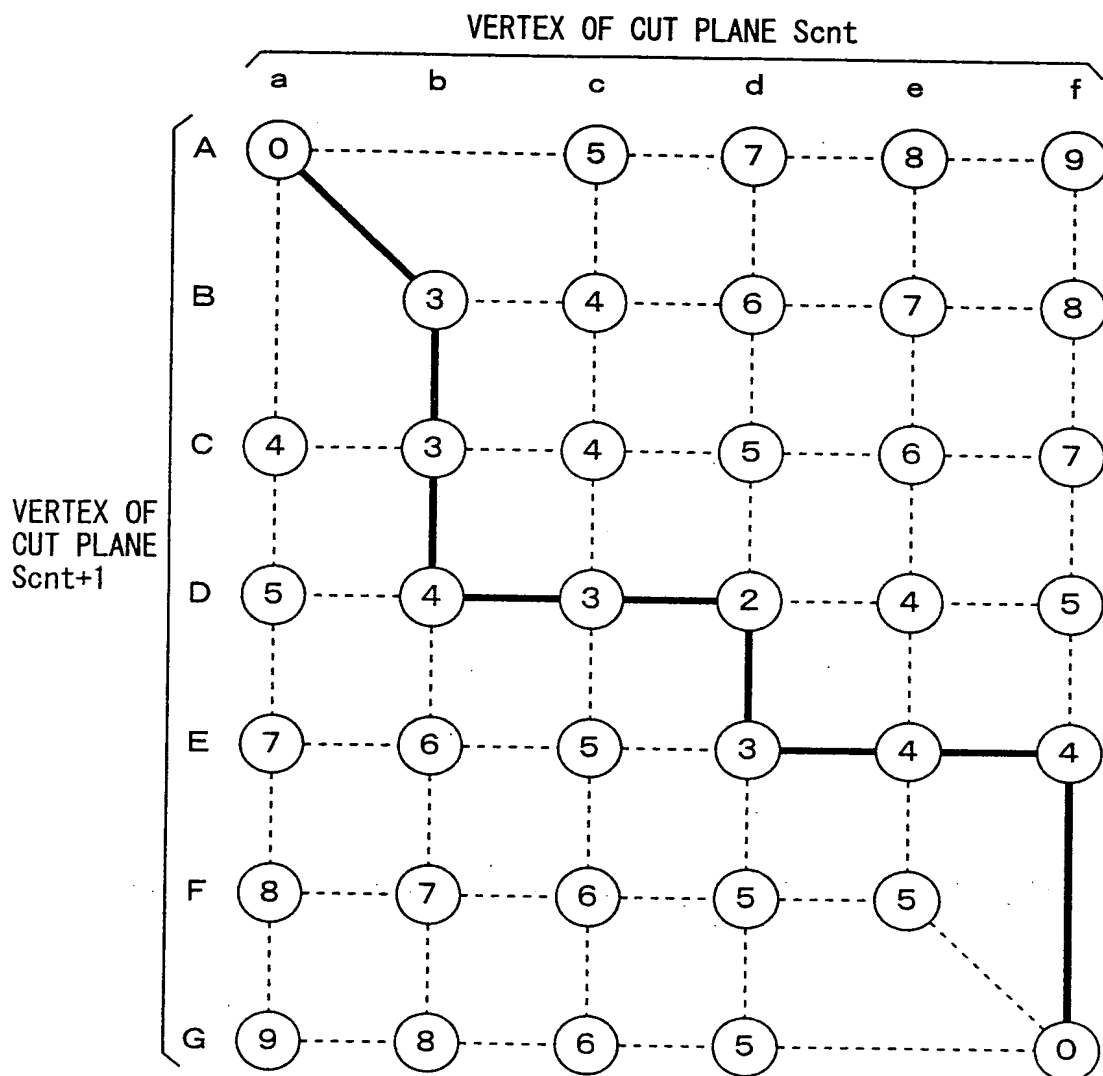 VERTEX OF CUT PLANE Scnt
a b c d e f
A 0 5 7 8 9
B 3 4 6 7 8
C 4 3 4 5 6 7
VERTEX OF
CUT PLANE
Scnt+1
D 5 4 3 2 4 5
E 7 6 5 3 4 4
F 8 7 6 5 5
G 9 8 6 5 0